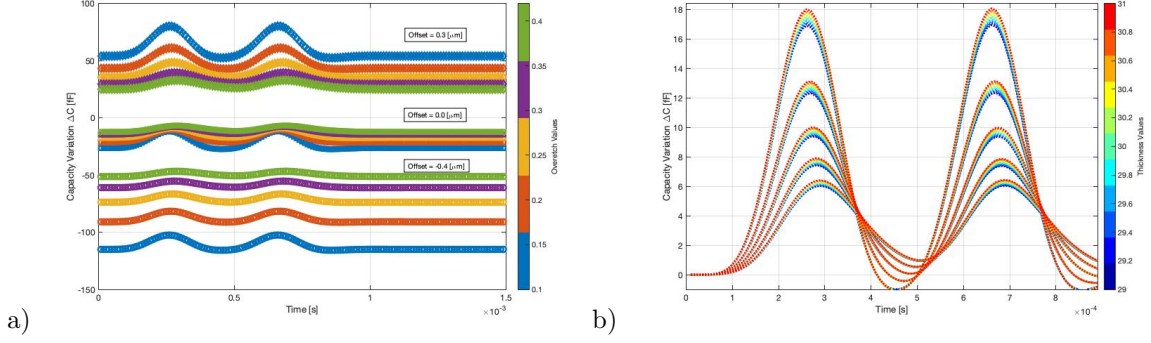 100
50
0
-50
-100
-150
Capacity Variation ΔC [fF]
Offset = 0.3 [μm]
Offset = 0.0 [μm]
Offset = -0.4 [μm]
0 0.5 1 1.5
Time [s]
×10⁻³
0.4
0.35
0.3
0.25
0.2
0.15
0.1
Overetch Values
a)
18
16
14
12
10
8
6
4
2
0
Capacity Variation ΔC [fF]
0 1 2 3 4 5 6 7 8
Time [s]
×10⁻⁴
31
30.8
30.6
30.4
30.2
30
29.8
29.6
29.4
29.2
29
Thickness Values
b)